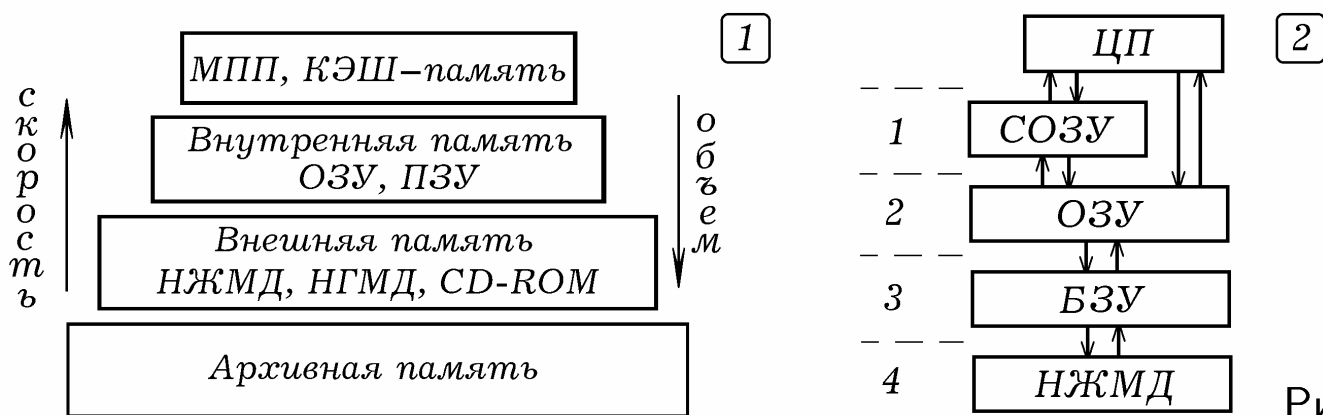 1
МПП, КЭШ–память
скорость
объем
Внутренняя память
ОЗУ, ПЗУ
Внешняя память
НЖМД, НГМД, CD-ROM
Архивная память
2
ЦП
1
СОЗУ
2
ОЗУ
3
БЗУ
4
НЖМД